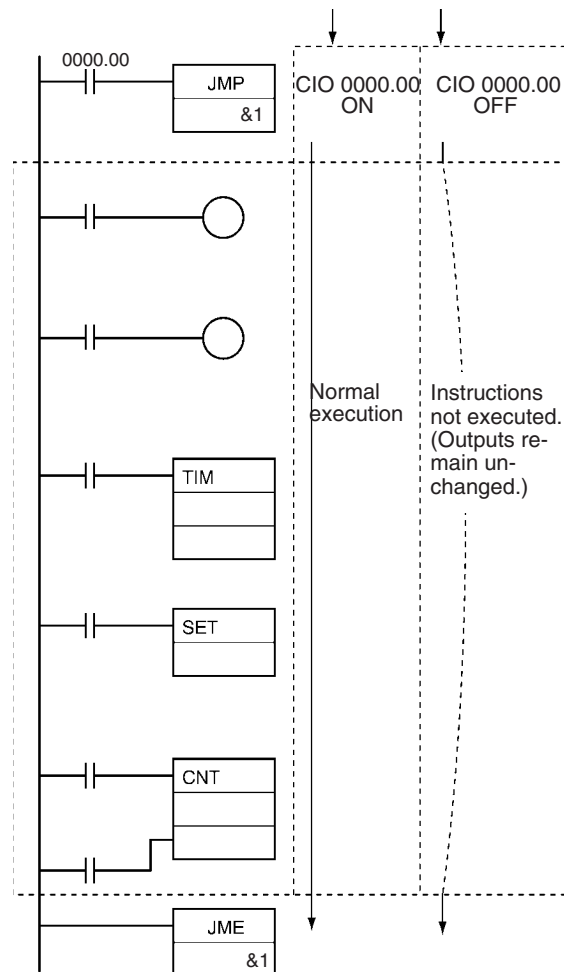 0000.00
JMP
&1
CIO 0000.00
ON
CIO 0000.00
OFF
Normal
execution
Instructions
not executed.
(Outputs re-
main un-
changed.)
TIM
SET
CNT
JME
&1